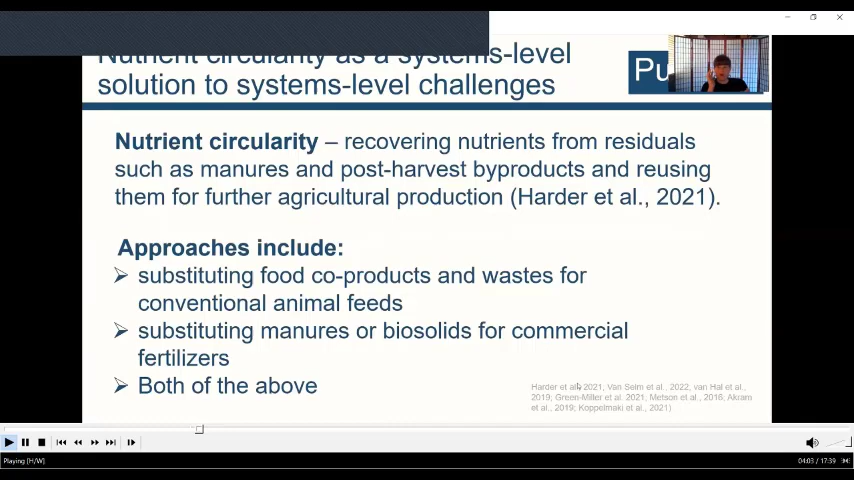 Nutrient circularity as a systems-level
solution to systems-level challenges
Pu
Nutrient circularity – recovering nutrients from residuals
such as manures and post-harvest byproducts and reusing
them for further agricultural production (Harder et al., 2021).
Approaches include:
➢ substituting food co-products and wastes for
conventional animal feeds
➢ substituting manures or biosolids for commercial
fertilizers
➢ Both of the above
Harder et al., 2021, Van Selm et al., 2022, van Hal et al.,
2019; Green-Miller et al. 2021; Metson et al., 2016; Akram
et al., 2019; Koppelmaki et al., 2021)
Playing [H/W]
04:03 / 17:39